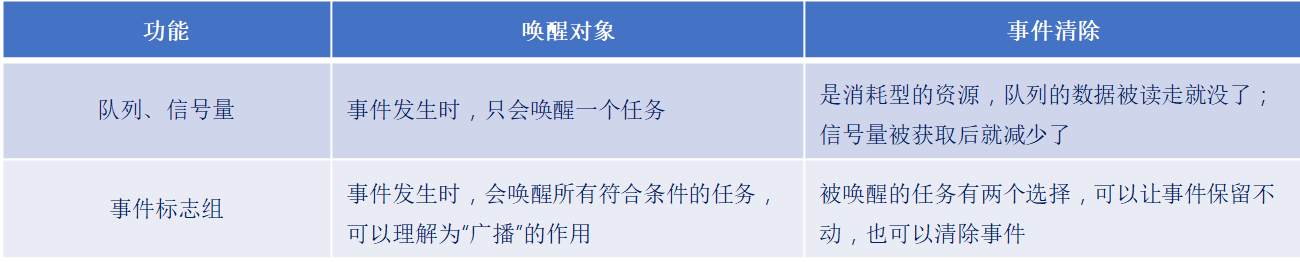 功能
唤醒对象
事件清除
队列、信号量
事件发生时，只会唤醒一个任务
是消耗型的资源，队列的数据被读走就没了；
信号量被获取后就减少了
事件标志组
事件发生时，会唤醒所有符合条件的任务，
可以理解为“广播”的作用
被唤醒的任务有两个选择，可以让事件保留不
动，也可以清除事件